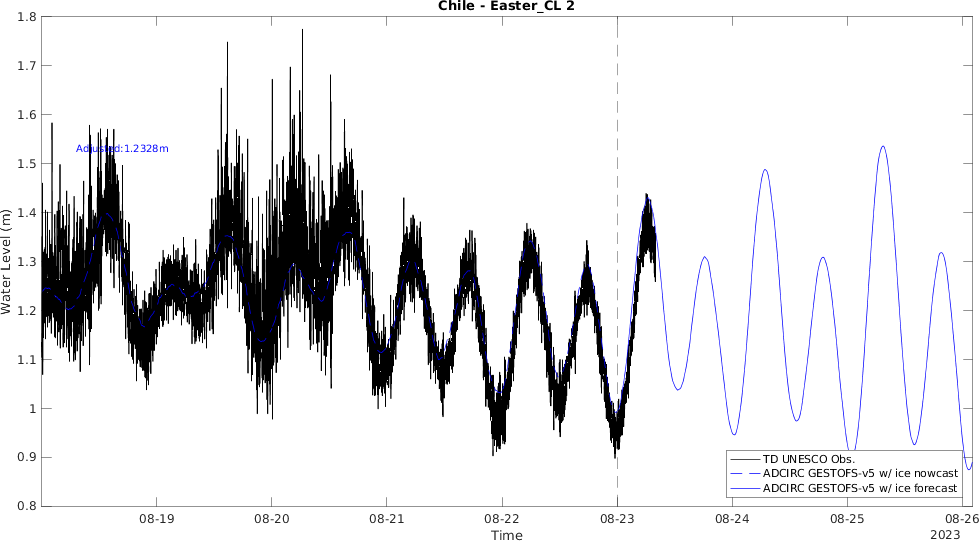 Chile - Easter_CL 2
1.8
1.7
1.6
1.5
1.4
1.3
1.2
1.1
1
0.9
0.8
Water Level (m)
Adjusted:1.2328m
TD UNESCO Obs.
ADCIRC GESTOFS-v5 w/ ice nowcast
ADCIRC GESTOFS-v5 w/ ice forecast
08-19 08-20 08-21 08-22 08-23 08-24 08-25 08-26
Time
2023